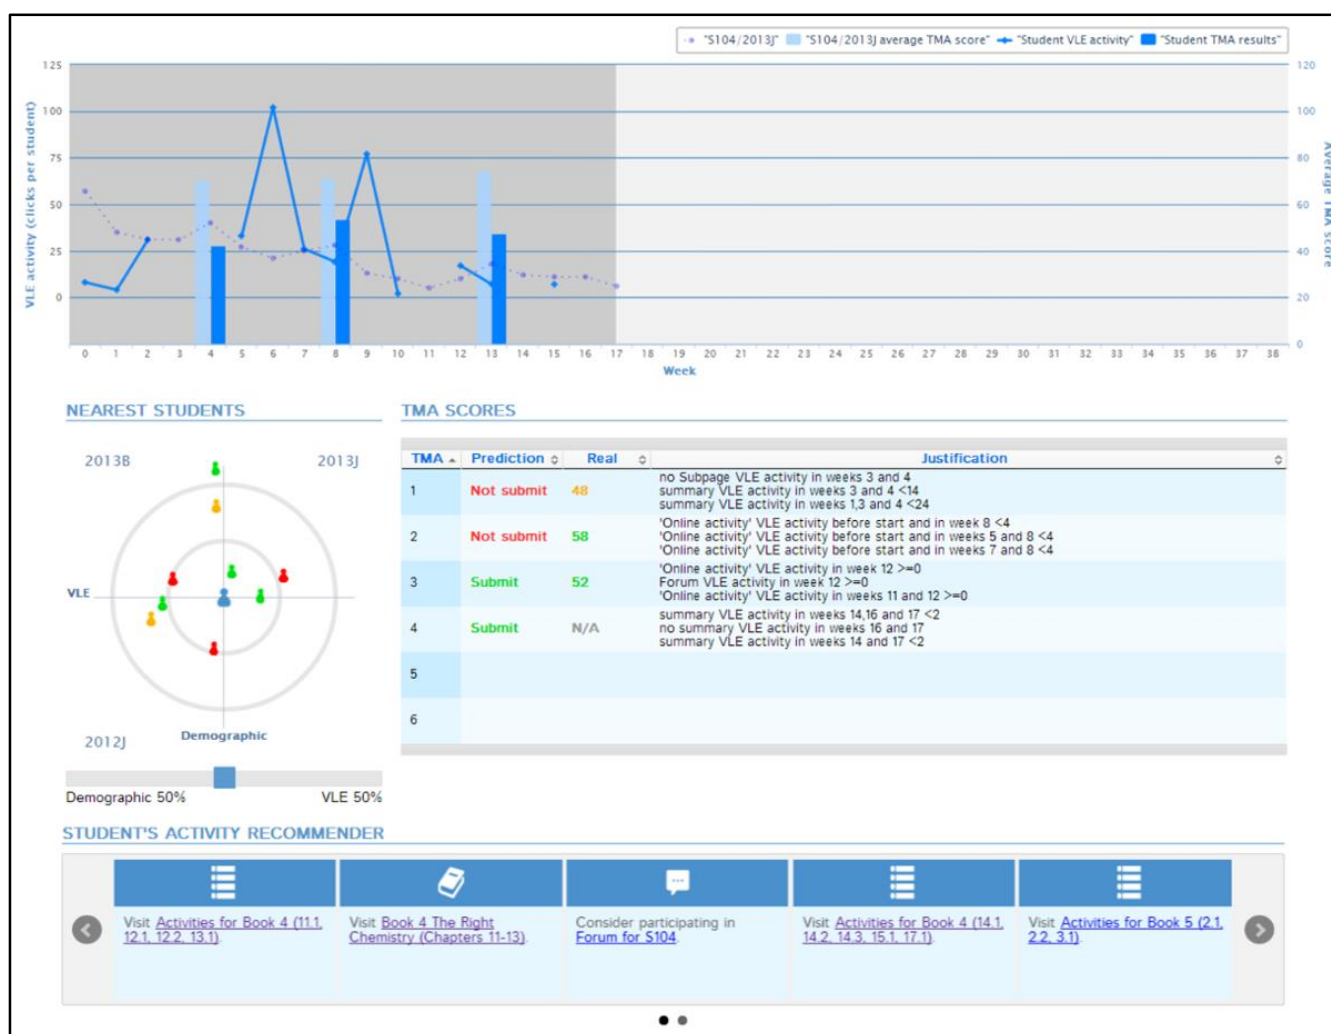 "S104/2013J" "S104/2013J average TMA score" "Student VLE activity" "Student TMA results"
VLE activity (clicks per student)
125
100
75
50
25
0
120
100
80
60
40
20
0
Average TMA score
0 1 2 3 4 5 6 7 8 9 10 11 12 13 14 15 16 17 18 19 20 21 22 23 24 25 26 27 28 29 30 31 32 33 34 35 36 37 38
Week
NEAREST STUDENTS
2013B 2013J
VLE
2012J
Demographic
Demographic 50% VLE 50%
TMA SCORES
TMA Prediction Real Justification
1 Not submit 48
no Subpage VLE activity in weeks 3 and 4
summary VLE activity in weeks 3 and 4 <14
summary VLE activity in weeks 1,3 and 4 <24
2 Not submit 58
'Online activity' VLE activity before start and in week 8 <4
'Online activity' VLE activity before start and in weeks 5 and 8 <4
'Online activity' VLE activity before start and in weeks 7 and 8 <4
3 Submit 52
'Online activity' VLE activity in week 12 >=0
Forum VLE activity in week 12 >=0
'Online activity' VLE activity in weeks 11 and 12 >=0
4 Submit N/A
summary VLE activity in weeks 14,16 and 17 <2
no summary VLE activity in weeks 16 and 17
summary VLE activity in weeks 14 and 17 <2
5
6
STUDENT'S ACTIVITY RECOMMENDER
Visit Activities for Book 4 (11.1,
12.1, 12.2, 13.1).
Visit Book 4 The Right
Chemistry (Chapters 11-13).
Consider participating in
Forum for S104.
Visit Activities for Book 4 (14.1,
14.2, 14.3, 15.1, 17.1).
Visit Activities for Book 5 (2.1,
2.2, 3.1).